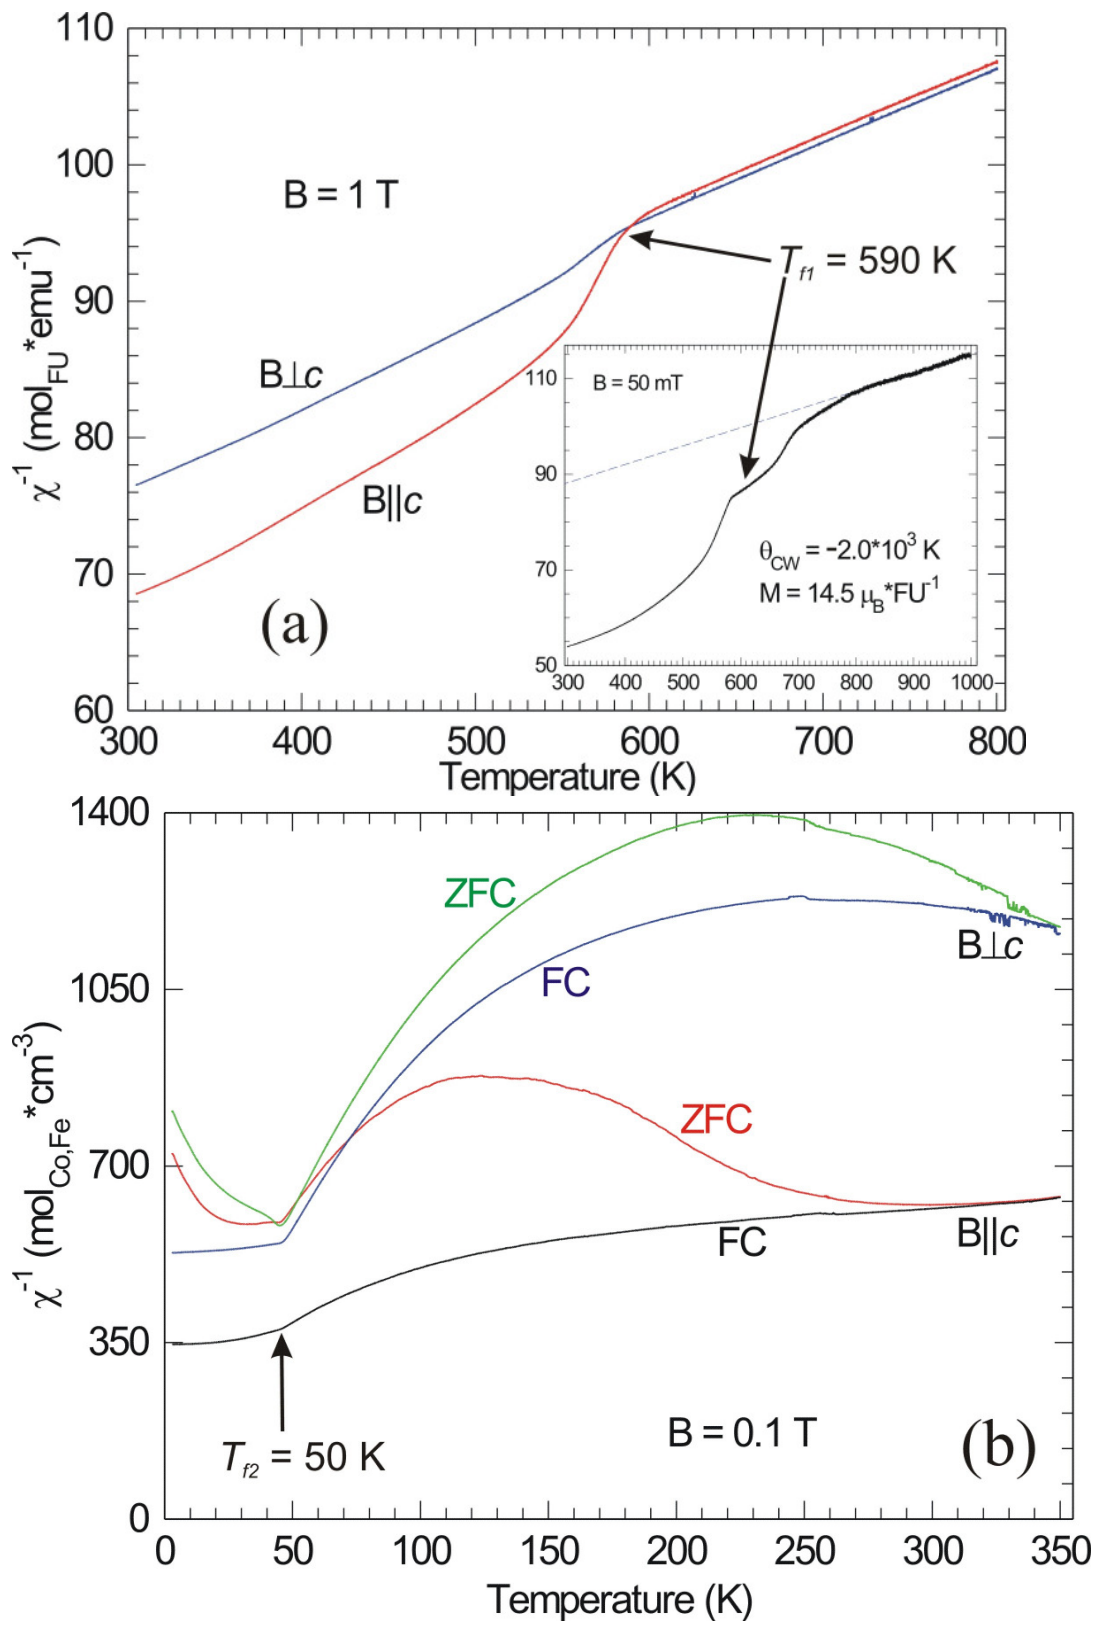 110
100
90
80
70
60
χ⁻¹ (mol_FU*emu⁻¹)
B = 1 T
T_f1 = 590 K
B⊥c
B||c
(a)
110
90
70
50
B = 50 mT
θ_CW = -2.0*10³ K
M = 14.5 μ_B*FU⁻¹
300 400 500 600 700 800 900 1000
300 400 500 600 700 800
Temperature (K)
1400
1050
700
350
0
χ⁻¹ (mol_Co,Fe*cm⁻³)
ZFC
FC
B⊥c
ZFC
FC
B||c
T_f2 = 50 K
B = 0.1 T
(b)
0 50 100 150 200 250 300 350
Temperature (K)